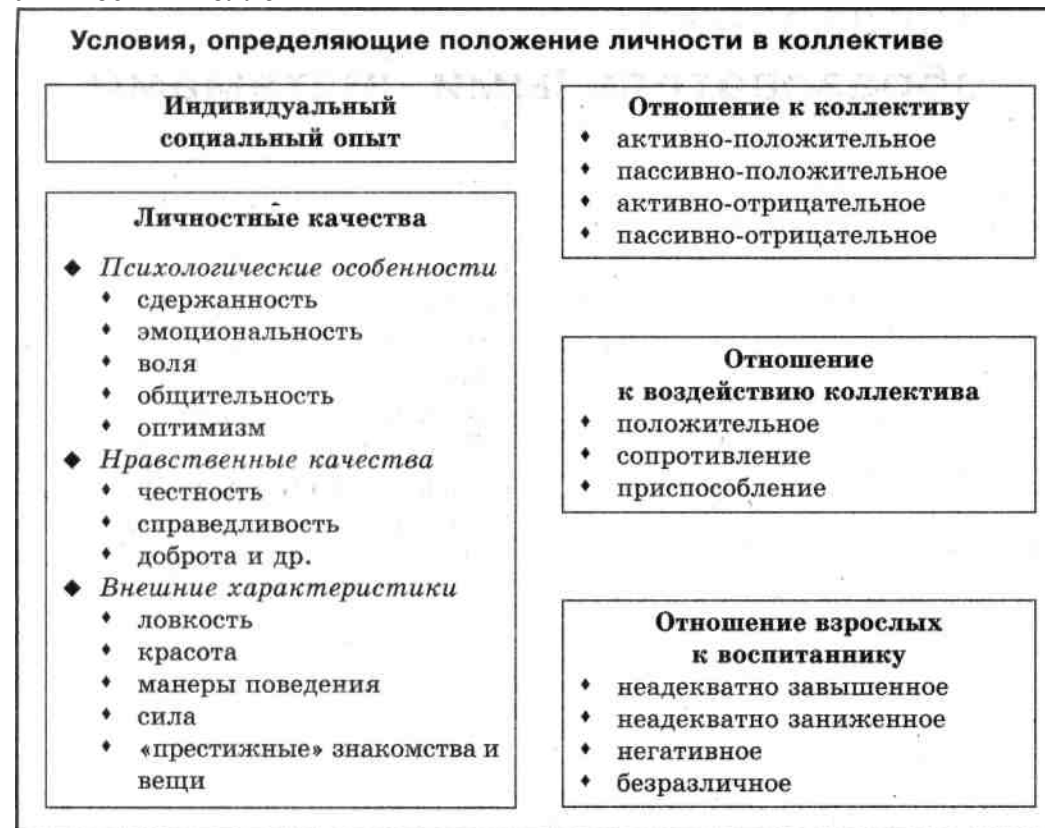 Условия, определяющие положение личности в коллективе
Индивидуальный
социальный опыт
Личностные качества
◆ Психологические особенности
♦ сдержанность
♦ эмоциональность
♦ воля
♦ общительность
♦ оптимизм
◆ Нравственные качества
♦ честность
♦ справедливость
♦ доброта и др.
◆ Внешние характеристики
♦ ловкость
♦ красота
♦ манеры поведения
♦ сила
♦ «престижные» знакомства и
вещи
Отношение к коллективу
♦ активно-положительное
♦ пассивно-положительное
♦ активно-отрицательное
♦ пассивно-отрицательное
Отношение
к воздействию коллектива
♦ положительное
♦ сопротивление
♦ приспособление
Отношение взрослых
к воспитаннику
♦ неадекватно завышенное
♦ неадекватно заниженное
♦ негативное
♦ безразличное